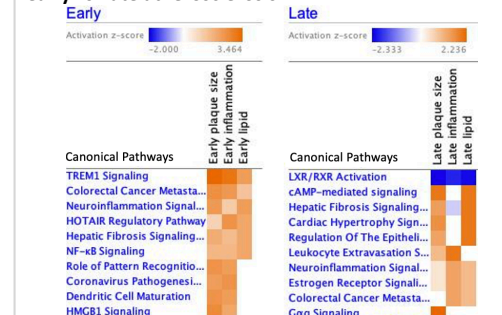 Early
Activation z-score
-2.000 3.464
Early plaque size
Early inflammation
Early lipid
Canonical Pathways
TREM1 Signaling
Colorectal Cancer Metasta...
Neuroinflammation Signal...
HOTAIR Regulatory Pathway
Hepatic Fibrosis Signaling...
NF-κB Signaling
Role of Pattern Recognitio...
Coronavirus Pathogenesi...
Dendritic Cell Maturation
HMGB1 Signaling
Late
Activation z-score
-2.333 2.236
Late plaque size
Late inflammation
Late lipid
Canonical Pathways
LXR/RXR Activation
cAMP-mediated signaling
Hepatic Fibrosis Signaling...
Cardiac Hypertrophy Sign...
Regulation Of The Epitheli...
Leukocyte Extravasation S...
Neuroinflammation Signal...
Estrogen Receptor Signali...
Colorectal Cancer Metasta...
Gαq Signaling